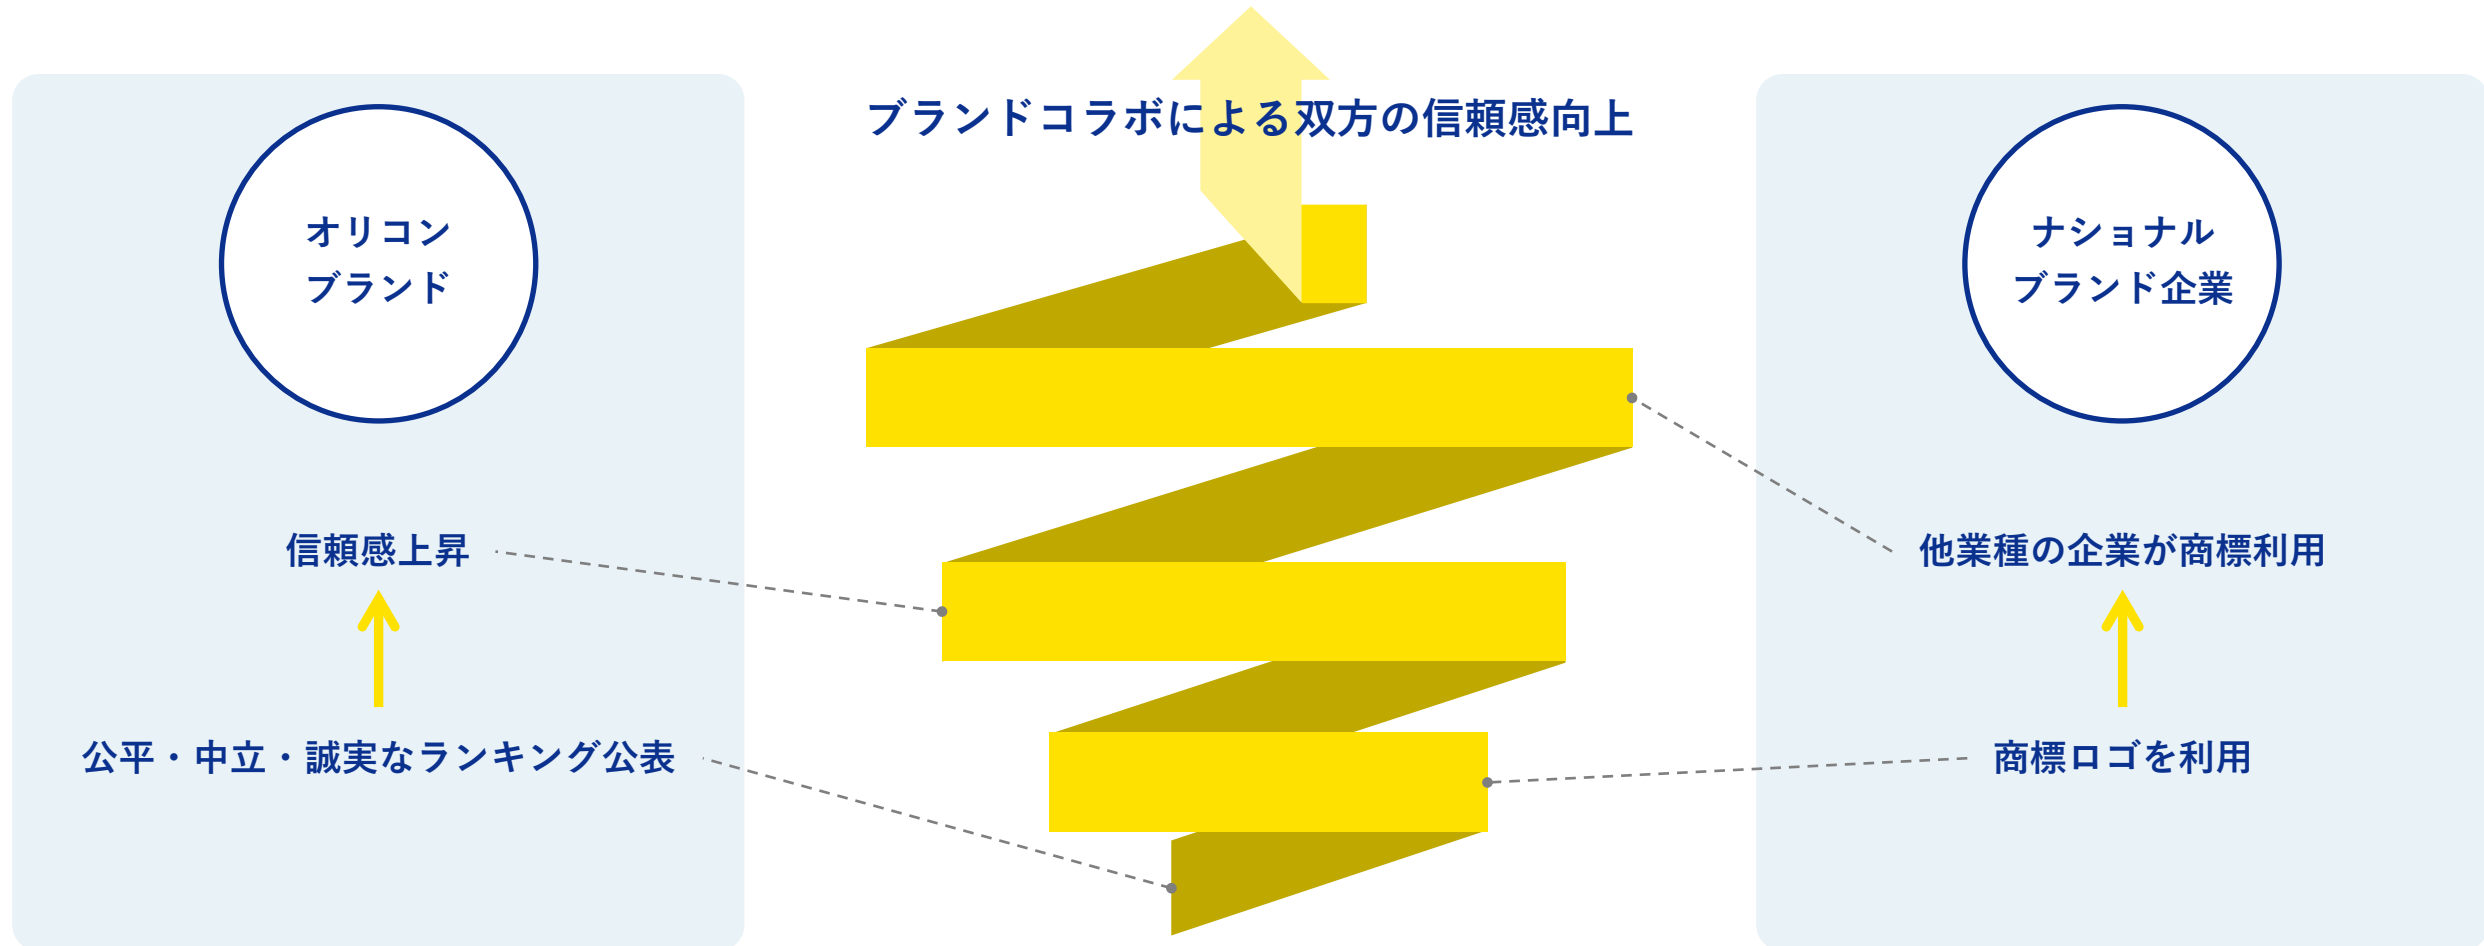 ブランドコラボによる双方の信頼感向上
オリコン
ブランド
信頼感上昇
公平・中立・誠実なランキング公表
ナショナル
ブランド企業
他業種の企業が商標利用
商標ロゴを利用